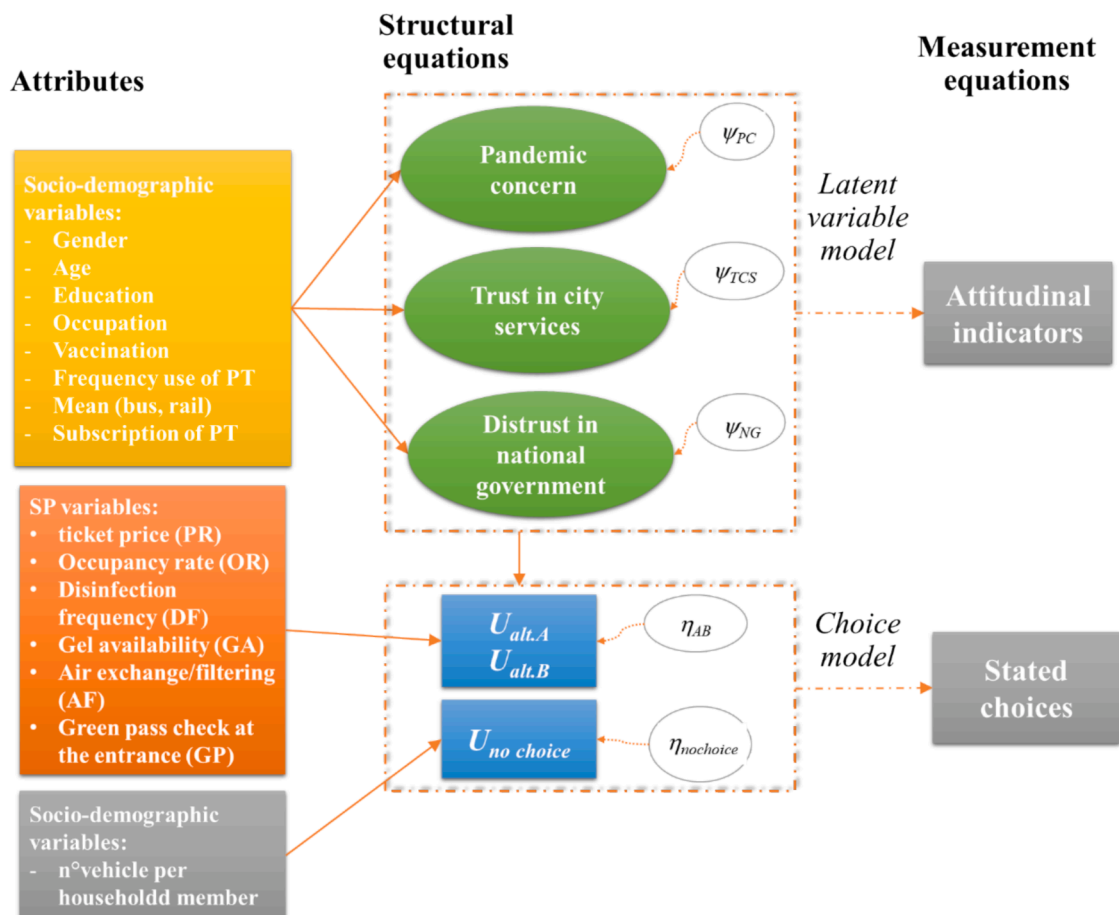 Attributes
Structural
equations
Measurement
equations
Socio-demographic
variables:
- Gender
- Age
- Education
- Occupation
- Vaccination
- Frequency use of PT
- Mean (bus, rail)
- Subscription of PT
SP variables:
• ticket price (PR)
• Occupancy rate (OR)
• Disinfection
frequency (DF)
• Gel availability (GA)
• Air exchange/filtering
(AF)
• Green pass check at
the entrance (GP)
Socio-demographic
variables:
- n°vehicle per
householdd member
Pandemic
concern
ψPC
Trust in city
services
ψTCS
Distrust in
national
government
ψNG
Ualt.A
Ualt.B
ηAB
Uno choice
ηnochoice
Latent
variable
model
Attitudinal
indicators
Choice
model
Stated
choices